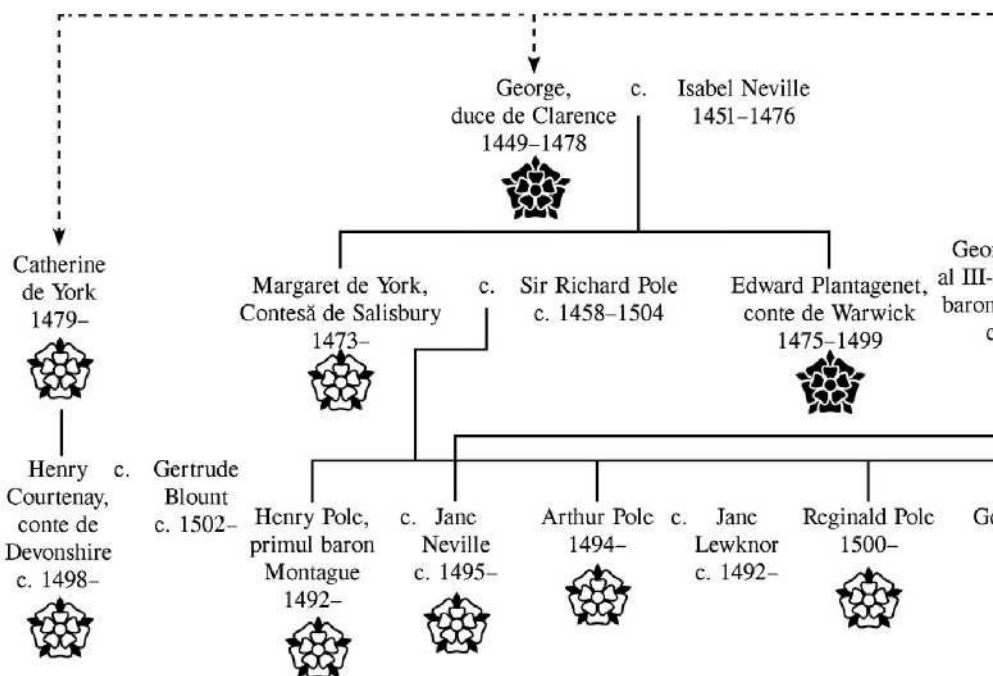 George,
duce de Clarence
1449–1478
c.
Isabel Neville
1451–1476
Catherine
de York
1479–
Margaret de York,
Contesă de Salisbury
1473–
c.
Sir Richard Pole
c. 1458–1504
Edward Plantagenet,
conte de Warwick
1475–1499
al III-
baron
c
Henry
Courtenay,
conte de
Devonshire
c. 1498–
c.
Gertrude
Blount
c. 1502–
Henry Pole,
primul baron
Montague
1492–
c.
Jane
Neville
c. 1495–
Arthur Pole
1494–
c.
Jane
Lewknor
c. 1492–
Reginald Pole
1500–